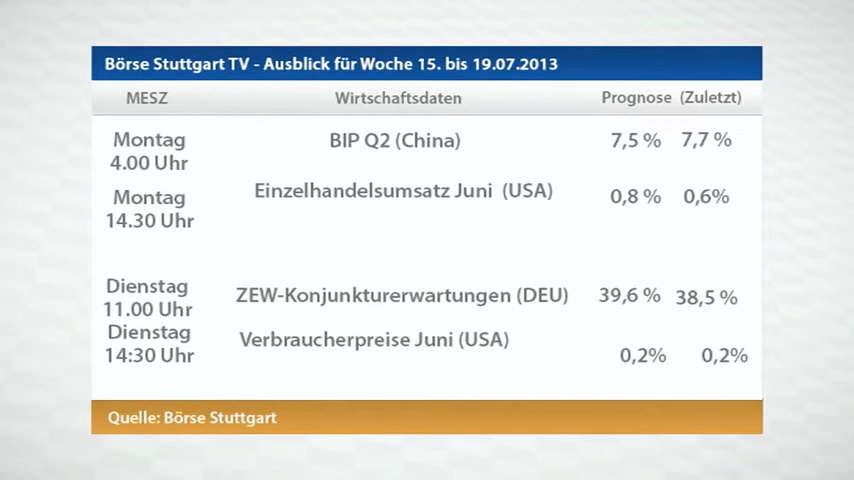 Börse Stuttgart TV - Ausblick für Woche 15. bis 19.07.2013
MESZ Wirtschaftsdaten Prognose (Zuletzt)
Montag
4.00 Uhr
BIP Q2 (China) 7,5 % 7,7 %
Montag
14.30 Uhr
Einzelhandelsumsatz Juni (USA) 0,8 % 0,6%
Dienstag
11.00 Uhr
ZEW-Konjunkturerwartungen (DEU) 39,6 % 38,5 %
Dienstag
14:30 Uhr
Verbraucherpreise Juni (USA) 0,2% 0,2%
Quelle: Börse Stuttgart